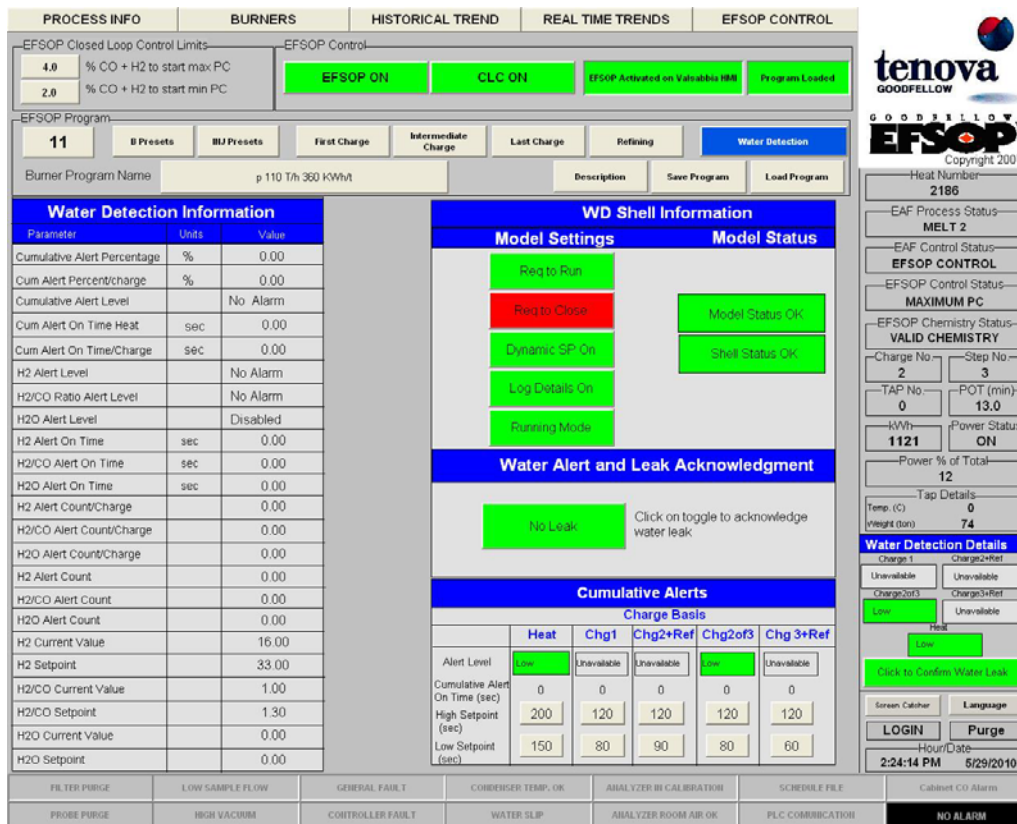 PROCESS INFO BURNERS HISTORICAL TREND REAL TIME TRENDS EFSOP CONTROL
EFSOP Closed Loop Control Limits
4.0 % CO + H2 to start max PC
2.0 % CO + H2 to start min PC
EFSOP Control
EFSOP ON CLC ON EFSOP Activated on Valsabbia HMI Program Loaded
tenova
GOODFELLOW
GOODFELLOW
EFSOP
Copyright 200
EFSOP Program
11 B Presets BIJ Presets First Charge Intermediate Charge Last Charge Refining Water Detection
Burner Program Name p 110 T/h 360 KWh/t Description Save Program Load Program
Water Detection Information
Parameter Units Value
Cumulative Alert Percentage % 0.00
Cum Alert Percent/charge % 0.00
Cumulative Alert Level No Alarm
Cum Alert On Time Heat sec 0.00
Cum Alert On Time/Charge sec 0.00
H2 Alert Level No Alarm
H2/CO Ratio Alert Level No Alarm
H2O Alert Level Disabled
H2 Alert On Time sec 0.00
H2/CO Alert On Time sec 0.00
H2O Alert On Time sec 0.00
H2 Alert Count/Charge 0.00
H2/CO Alert Count/Charge 0.00
H2O Alert Count/Charge 0.00
H2 Alert Count 0.00
H2/CO Alert Count 0.00
H2O Alert Count 0.00
H2 Current Value 16.00
H2 Setpoint 33.00
H2/CO Current Value 1.00
H2/CO Setpoint 1.30
H2O Current Value 0.00
H2O Setpoint 0.00
WD Shell Information
Model Settings Model Status
Req to Run
Req to Close
Dynamic SP On
Log Details On
Running Mode
Model Status OK
Shell Status OK
Water Alert and Leak Acknowledgment
No Leak
Click on toggle to acknowledge
water leak
Cumulative Alerts
Charge Basis
Heat Chg1 Chg2+Ref Chg2of3 Chg 3+Ref
Alert Level Low Unavailable Unavailable Low Unavailable
Cumulative Alert
On Time (sec) 0 0 0 0 0
High Setpoint
(sec) 200 120 120 120 120
Low Setpoint
(sec) 150 80 90 80 60
Heat Number
2186
EAF Process Status
MELT 2
EAF Control Status
EFSOP CONTROL
EFSOP Control Status
MAXIMUM PC
EFSOP Chemistry Status
VALID CHEMISTRY
Charge No. Step No.
2 3
TAP No. POT (min)
0 13.0
kWh Power Status
1121 ON
Power % of Total
12
Tap Details
Temp. (C) 0
Weight (ton) 74
Water Detection Details
Charge 1 Charge2+Ref
Unavailable Unavailable
Charge2of3 Charge3+Ref
Low Unavailable
Heat
Low
Click to Confirm Water Leak
Screen Catcher Language
LOGIN Purge
Hour/Date
2:24:14 PM 5/29/2010
FILTER PURGE LOW SAMPLE FLOW GENERAL FAULT CONDENSER TEMP. OK ANALYZER IN CALIBRATION SCHEDULE FILE Cabinet CO Alarm
PROBE PURGE HIGH VACUUM CONTROLLER FAULT WATER SLIP ANALYZER ROOM AIR OK PLC COMUNICATION NO ALARM